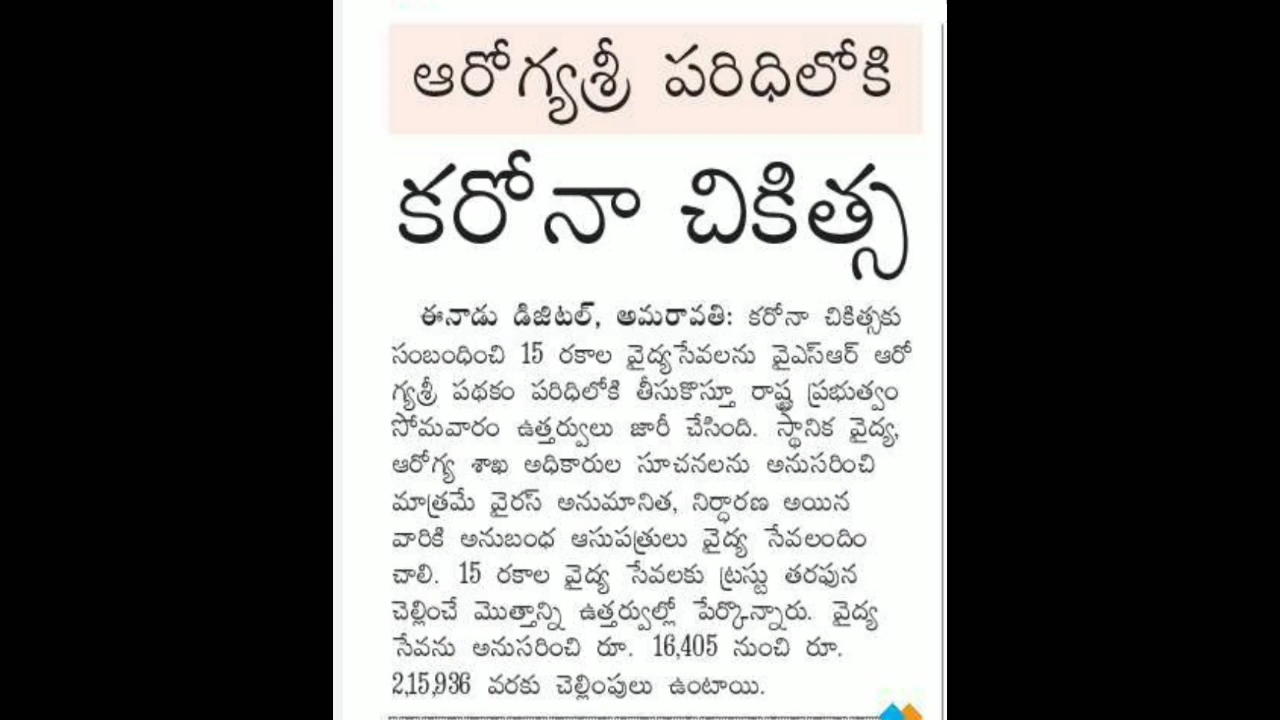 ఆరోగ్యశ్రీ పరిధిలోకి
కరోనా చికిత్స
ఈనాడు డిజిటల్, అమరావతి: కరోనా చికిత్సకు
సంబంధించి 15 రకాల వైద్యసేవలను వైఎస్ఆర్ ఆరో
గ్యశ్రీ పథకం పరిధిలోకి తీసుకొస్తూ రాష్ట్ర ప్రభుత్వం
సోమవారం ఉత్తర్వులు జారీ చేసింది. స్థానిక వైద్య,
ఆరోగ్య శాఖ అధికారుల సూచనలను అనుసరించి
మాత్రమే వైరస్ అనుమానిత, నిర్ధారణ అయిన
వారికి అనుబంధ ఆసుపత్రులు వైద్య సేవలందిం
చాలి. 15 రకాల వైద్య సేవలకు ట్రస్టు తరఫున
చెల్లించే మొత్తాన్ని ఉత్తర్వుల్లో పేర్కొన్నారు. వైద్య
సేవను అనుసరించి రూ. 16,405 నుంచి రూ.
2,15,936 వరకు చెల్లింపులు ఉంటాయి.